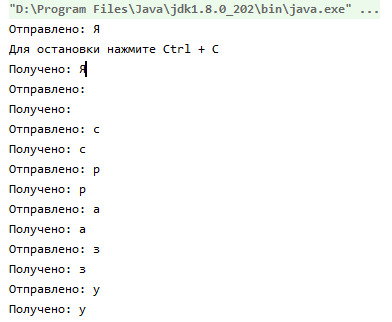 "D:\Program Files\Java\jdk1.8.0_202\bin\java.exe" ...
Отправлено: Я
Для остановки нажмите Ctrl + C
Получено: Я
Отправлено:
Получено:
Отправлено: с
Получено: с
Отправлено: р
Получено: р
Отправлено: а
Получено: а
Отправлено: з
Получено: з
Отправлено: у
Получено: у